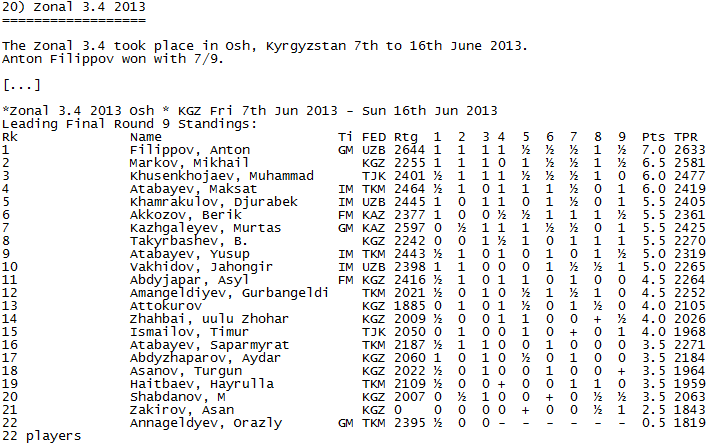 20) Zonal 3.4 2013
==================
The Zonal 3.4 took place in Osh, Kyrgyzstan 7th to 16th June 2013.
Anton Filippov won with 7/9.
[...]
*Zonal 3.4 2013 Osh * KGZ Fri 7th Jun 2013 - Sun 16th Jun 2013
Leading Final Round 9 Standings:
Rk Name Ti FED Rtg 1 2 3 4 5 6 7 8 9 Pts TPR
1 Filippov, Anton GM UZB 2644 1 1 1 1 ½ ½ ½ 1 ½ 7.0 2633
2 Markov, Mikhail KGZ 2255 1 1 1 0 1 ½ ½ 1 ½ 6.5 2581
3 Khusenkhojaev, Muhammad TJK 2401 ½ 1 1 1 ½ ½ ½ 1 0 6.0 2477
4 Atabayev, Maksat IM TKM 2464 ½ 1 0 1 1 1 ½ 0 1 6.0 2419
5 Khamrakulov, Djurabek IM UZB 2445 1 0 1 1 0 1 ½ 0 1 5.5 2405
6 Akkozov, Berik FM KAZ 2377 1 0 0 ½ ½ 1 1 1 ½ 5.5 2361
7 Kazhgaleyev, Murtas GM KAZ 2597 0 ½ 1 1 1 ½ 1 0 ½ 5.5 2425
8 Takyrbashev, B. KGZ 2242 0 0 1 ½ 1 0 1 1 1 5.5 2270
9 Atabayev, Yusup IM TKM 2443 ½ 1 0 1 0 1 0 1 ½ 5.0 2319
10 Vakhidov, Jahongir IM UZB 2398 1 1 0 0 0 1 ½ ½ 1 5.0 2265
11 Abdyjapar, Asyl FM KGZ 2416 ½ 1 1 0 1 0 1 0 0 4.5 2264
12 Amangeldiyev, Gurbangeldi TKM 2021 ½ 0 1 0 ½ 1 ½ 1 0 4.5 2252
13 Attokurov KGZ 1885 0 1 0 1 ½ 0 1 ½ 0 4.0 2105
14 Zhahbai, uulu Zhohar KGZ 2009 ½ 0 0 1 1 0 0 + ½ 4.0 2026
15 Ismailov, Timur TJK 2050 0 1 0 0 1 0 + 0 1 4.0 1968
16 Atabayev, Saparmyrat TKM 2187 ½ 1 1 0 0 1 0 0 0 3.5 2271
17 Abdyzhaparov, Aydar KGZ 2060 1 0 1 0 ½ 0 1 0 0 3.5 2184
18 Asanov, Turgun KGZ 2022 ½ 0 1 0 0 1 0 0 + 3.5 1964
19 Haitbaev, Hayrulla TKM 2109 ½ 0 0 + 0 0 1 1 0 3.5 1959
20 Shabdanov, M KGZ 2007 0 ½ 1 0 0 + 0 ½ ½ 3.5 2063
21 Zakirov, Asan KGZ 0 0 0 0 0 + 0 0 ½ 1 2.5 1843
22 Annageldyev, Orazly GM TKM 2395 ½ 0 0 - - - - - - 0.5 1819
22 players